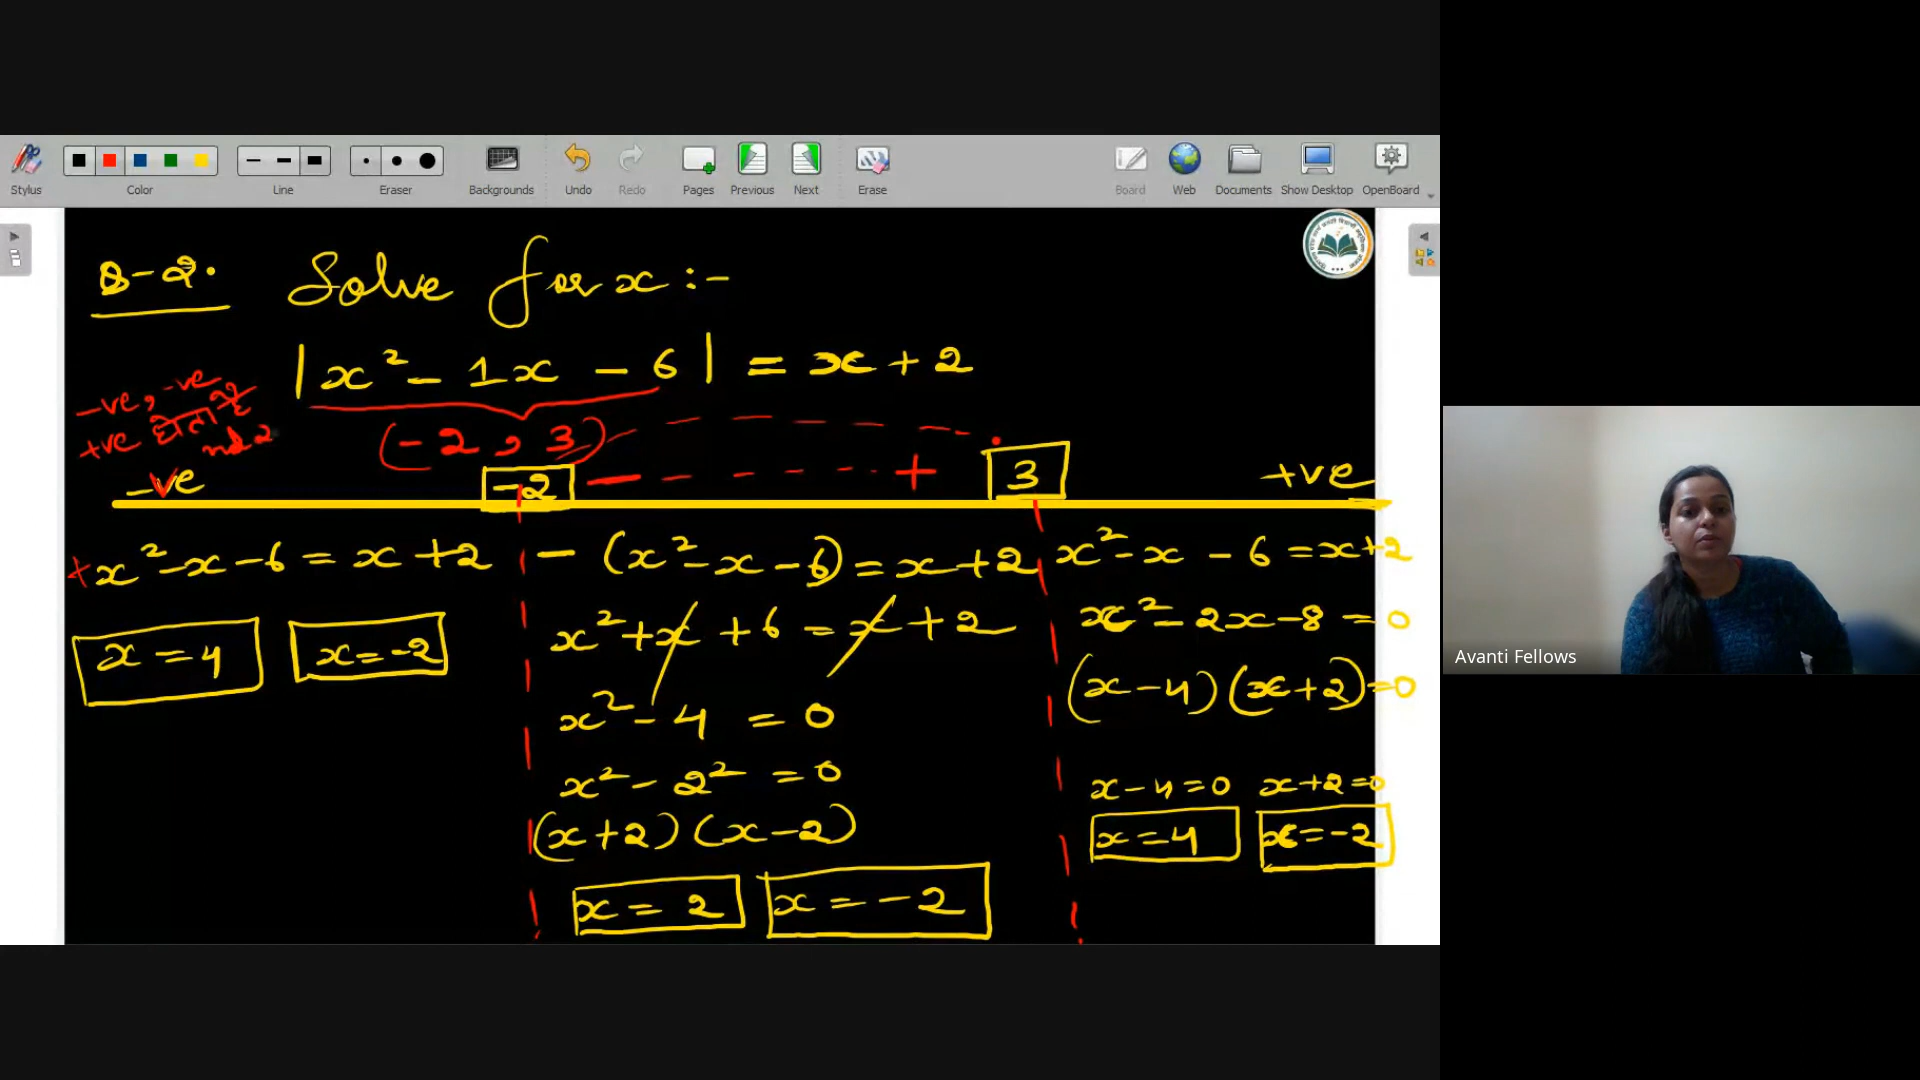 Stylus
Color
Line
Eraser
Backgrounds
Undo
Redo
Pages
Previous
Next
Erase
Board
Web
Documents
Show Desktop
OpenBoard
Q-2. Solve for x :-
|x² - 1x - 6| = x + 2
-ve, -ve
+ve होता है
(-2, 3)
-ve
-2
- - - - - +
3
+ve
+x² - x - 6 = x + 2
x = 4
x = -2
- (x² - x - 6) = x + 2
x² + x + 6 = x + 2
x² - 4 = 0
x² - 2² = 0
(x + 2) (x - 2)
x = 2
x = -2
x² - x - 6 = x + 2
x² - 2x - 8 = 0
(x - 4) (x + 2) = 0
x - 4 = 0
x + 2 = 0
x = 4
x = -2
Avanti Fellows